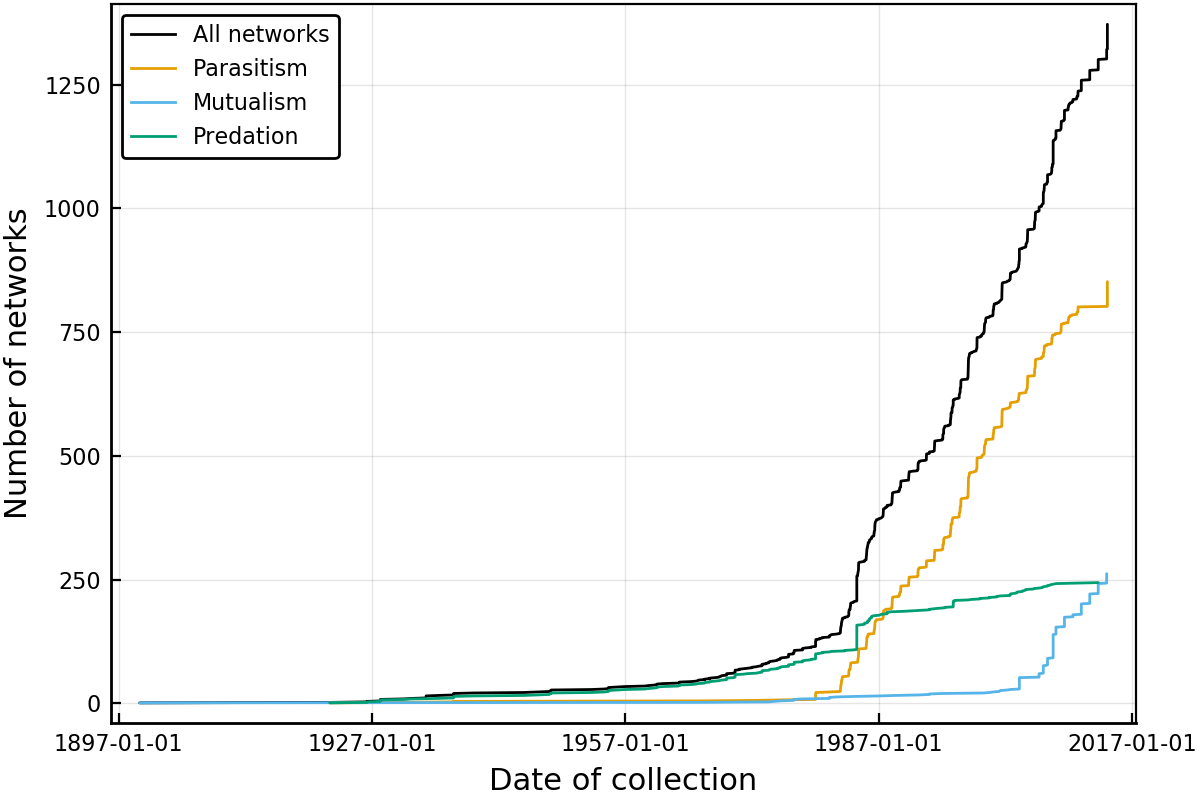 All networks
Parasitism
Mutualism
Predation
1250
1000
750
500
250
0
Number of networks
1897-01-01
1927-01-01
1957-01-01
1987-01-01
2017-01-01
Date of collection